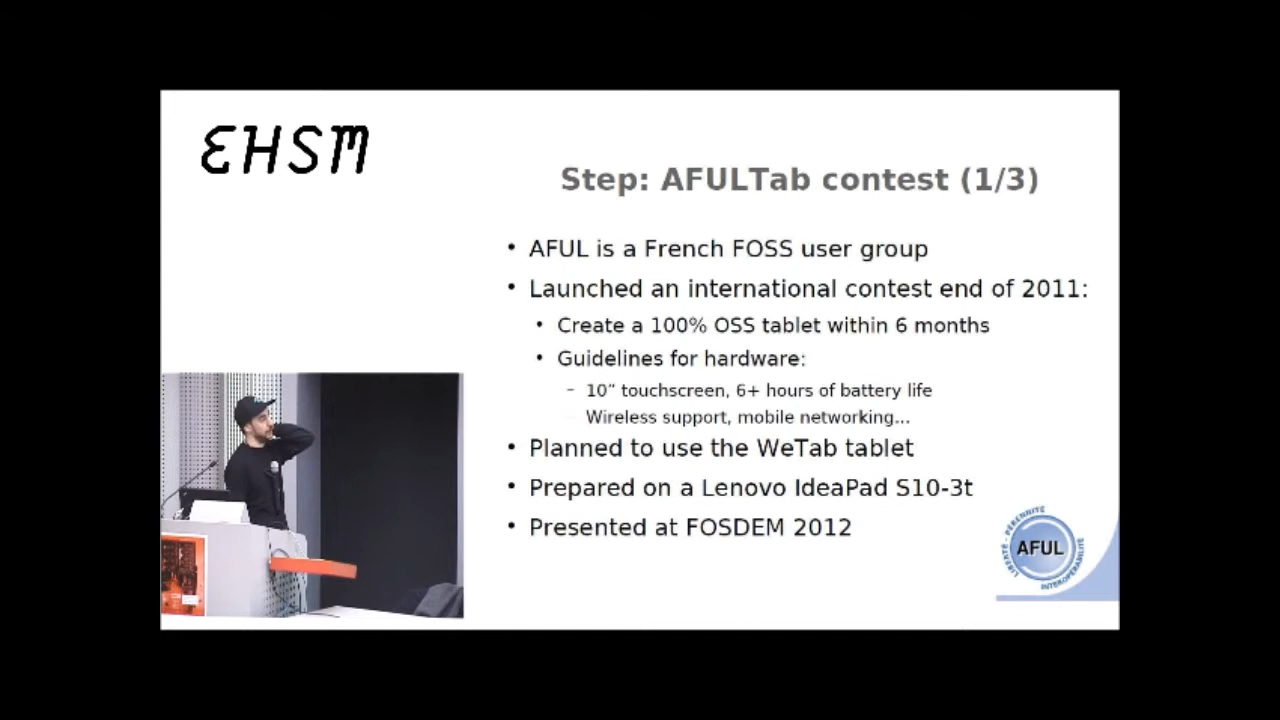 EHSM
Step: AFULTab contest (1/3)
• AFUL is a French FOSS user group
• Launched an international contest end of 2011:
• Create a 100% OSS tablet within 6 months
• Guidelines for hardware:
– 10” touchscreen, 6+ hours of battery life
Wireless support, mobile networking...
• Planned to use the WeTab tablet
• Prepared on a Lenovo IdeaPad S10-3t
• Presented at FOSDEM 2012
LIBERTÉ - PÉRENNITÉ
AFUL
INTEROPÉRABILITÉ